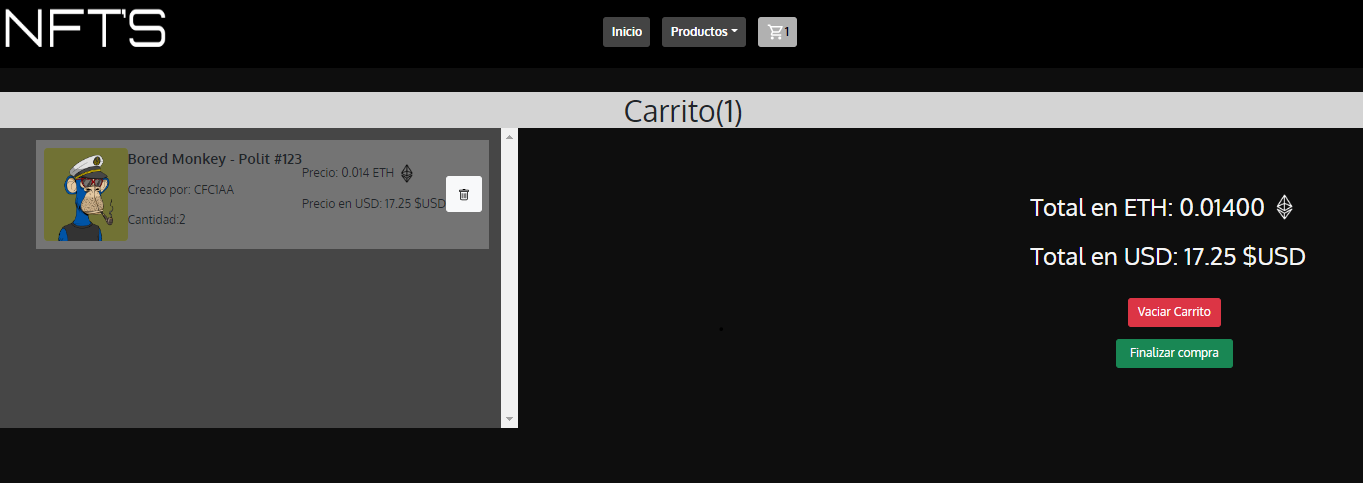 NFT'S
Inicio
Productos
1
Carrito(1)
Bored Monkey - Polit #123
Creado por: CFC1AA
Cantidad:2
Precio: 0.014 ETH
Precio en USD: 17.25 $USD
Total en ETH: 0.01400
Total en USD: 17.25 $USD
Vaciar Carrito
Finalizar compra